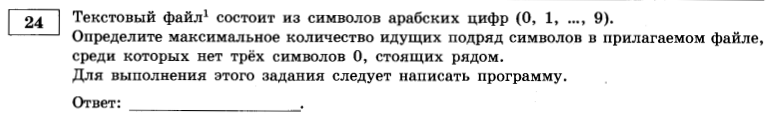 24
Текстовый файл¹ состоит из символов арабских цифр (0, 1, ..., 9).
Определите максимальное количество идущих подряд символов в прилагаемом файле,
среди которых нет трёх символов 0, стоящих рядом.
Для выполнения этого задания следует написать программу.
Ответ: ____________________.